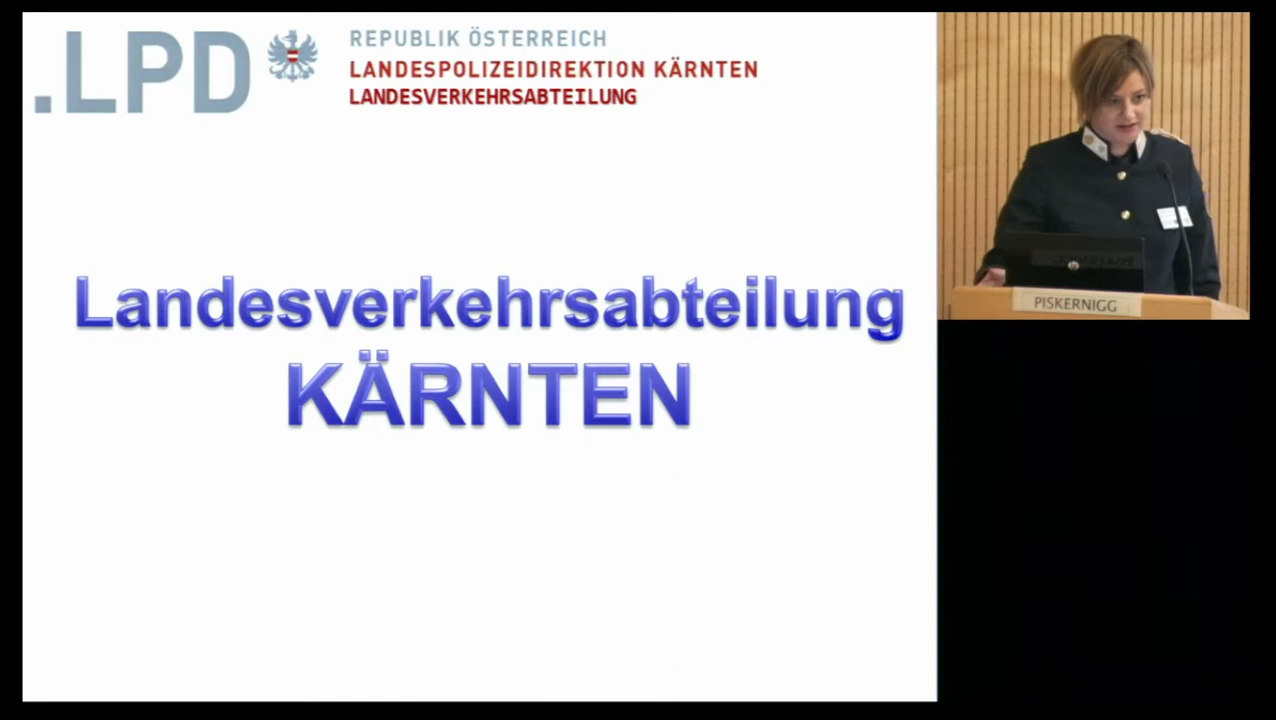 .LPD
REPUBLIK ÖSTERREICH
LANDESPOLIZEIDIREKTION KÄRNTEN
LANDESVERKEHRSABTEILUNG
Landesverkehrsabteilung
KÄRNTEN
PISKERNIGG